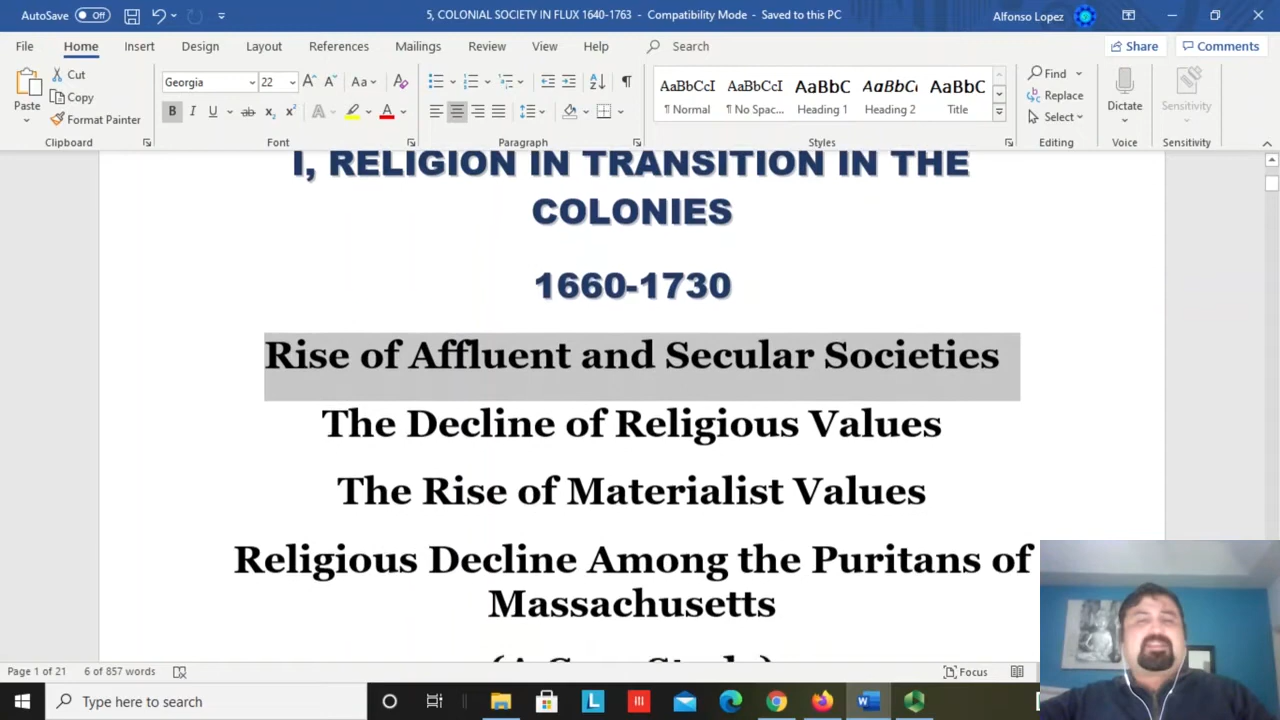 AutoSave Off 5, COLONIAL SOCIETY IN FLUX 1640-1763 - Compatibility Mode - Saved to this PC Alfonso Lopez
File Home Insert Design Layout References Mailings Review View Help Search Share Comments
Paste Cut Copy Format Painter
Georgia 22
AaBbCcI AaBbCcI AaBbC AaBbC AaBbC
¶ Normal ¶ No Spac... Heading 1 Heading 2 Title
Find Replace Select Dictate Sensitivity
Clipboard Font Paragraph Styles Editing Voice Sensitivity
I, RELIGION IN TRANSITION IN THE
COLONIES
1660-1730
Rise of Affluent and Secular Societies
The Decline of Religious Values
The Rise of Materialist Values
Religious Decline Among the Puritans of
Massachusetts
Page 1 of 21 6 of 857 words Focus
Type here to search